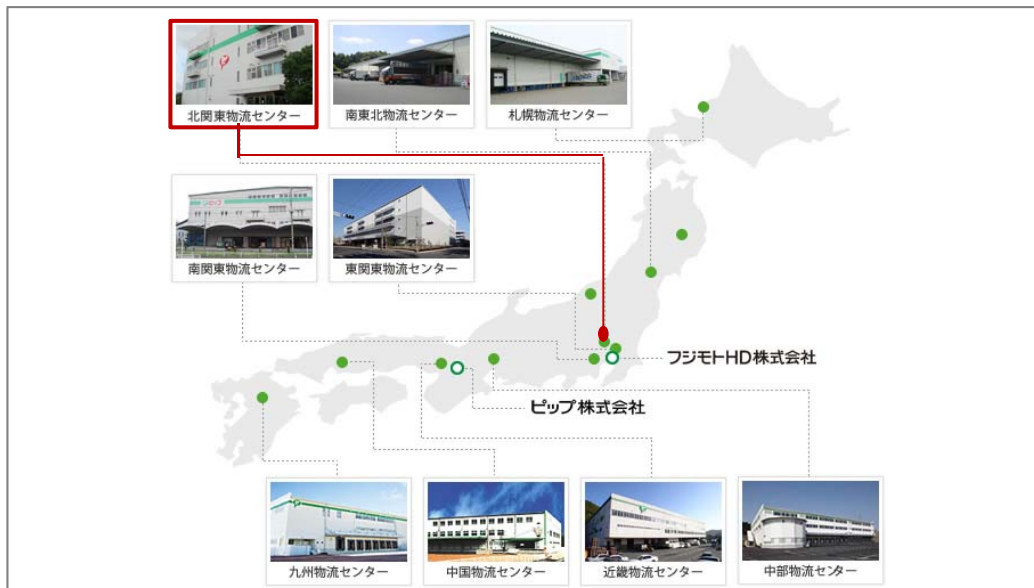 北関東物流センター
南東北物流センター
札幌物流センター
南関東物流センター
東関東物流センター
フジモトHD株式会社
ピップ株式会社
九州物流センター
中国物流センター
近畿物流センター
中部物流センター